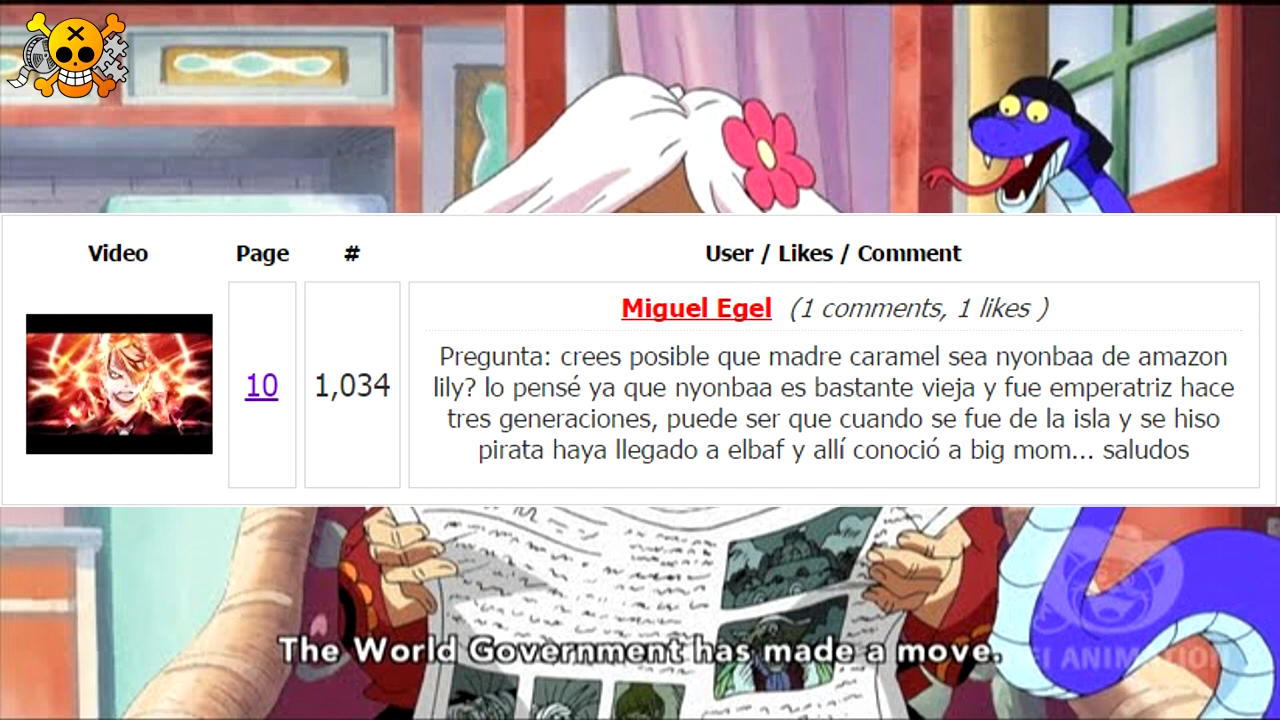 Video Page # User / Likes / Comment
Miguel Egel (1 comments, 1 likes )
10 1,034
Pregunta: crees posible que madre caramel sea nyonbaa de amazon
lily? lo pensé ya que nyonbaa es bastante vieja y fue emperatriz hace
tres generaciones, puede ser que cuando se fue de la isla y se hiso
pirata haya llegado a elbaf y allí conoció a big mom... saludos
The World Government has made a move.
ANIMATION